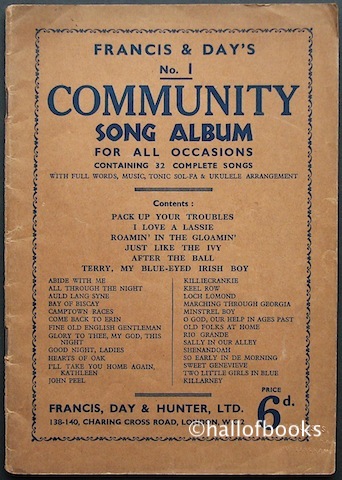 FRANCIS & DAY'S
No. 1
COMMUNITY
SONG ALBUM
FOR ALL OCCASIONS
CONTAINING 32 COMPLETE SONGS
WITH FULL WORDS, MUSIC, TONIC SOL-FA & UKULELE ARRANGEMENT
Contents :
PACK UP YOUR TROUBLES
I LOVE A LASSIE
ROAMIN' IN THE GLOAMIN'
JUST LIKE THE IVY
AFTER THE BALL
TERRY, MY BLUE-EYED IRISH BOY
ABIDE WITH ME
ALL THROUGH THE NIGHT
AULD LANG SYNE
BAY OF BISCAY
CAMPTOWN RACES
COME BACK TO ERIN
FINE OLD ENGLISH GENTLEMAN
GLORY TO THEE, MY GOD, THIS
NIGHT
GOOD NIGHT, LADIES
HEARTS OF OAK
I'LL TAKE YOU HOME AGAIN,
KATHLEEN
JOHN PEEL
KILLIECRANKIE
KEEL ROW
LOCH LOMOND
MARCHING THROUGH GEORGIA
MINSTREL BOY
O GOD, OUR HELP IN AGES PAST
OLD FOLKS AT HOME
RIO GRANDE
SALLY IN OUR ALLEY
SHENANDOAH
SO EARLY IN DE MORNING
SWEET GENEVIEVE
TWO LITTLE GIRLS IN BLUE
KILLARNEY
PRICE
6d.
FRANCIS, DAY & HUNTER, LTD.
138-140, CHARING CROSS ROAD, LONDON, W.C.2
©hallofbooks